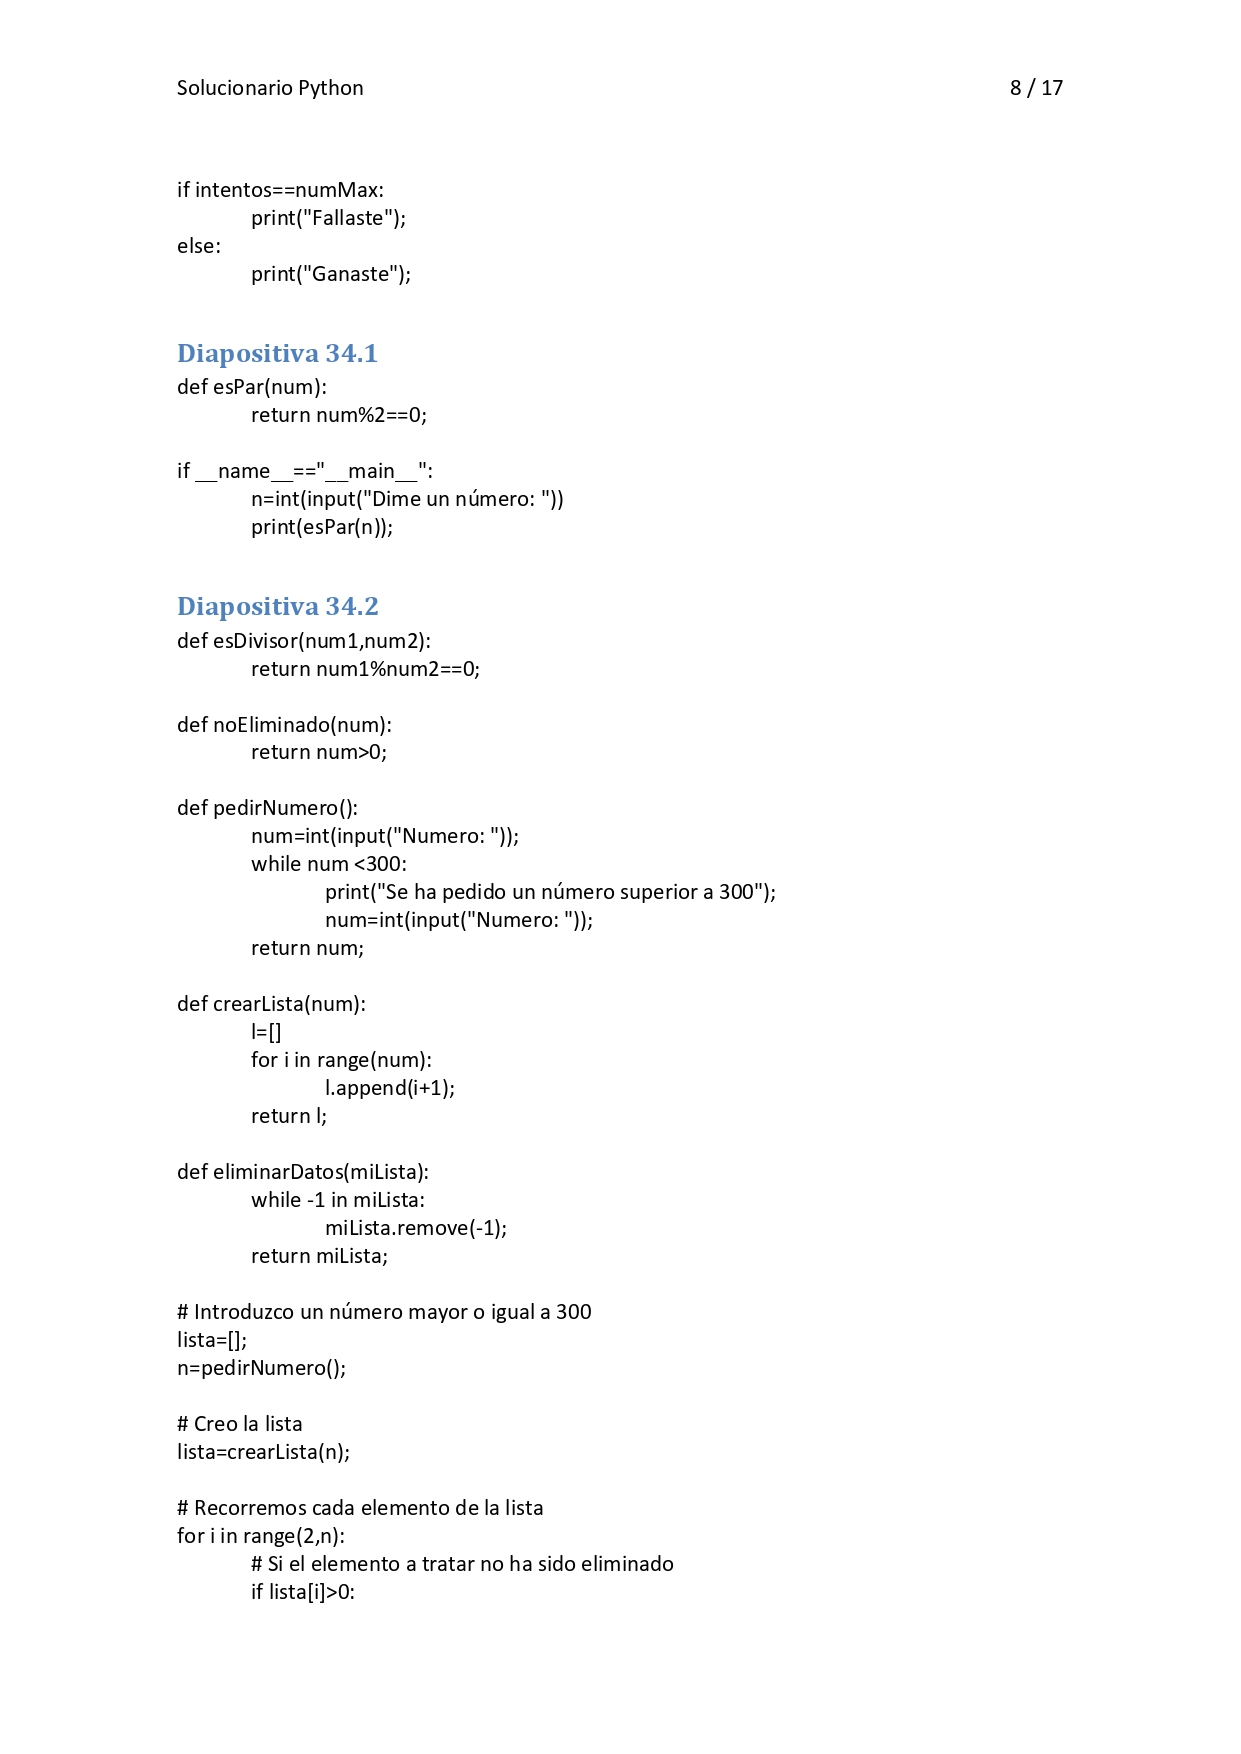 Solucionario Python 8 / 17
if intentos==numMax:
print("Fallaste");
else:
print("Ganaste");
Diapositiva 34.1
def esPar(num):
return num%2==0;
if __name__=="__main__":
n=int(input("Dime un número: "))
print(esPar(n));
Diapositiva 34.2
def esDivisor(num1,num2):
return num1%num2==0;
def noEliminado(num):
return num>0;
def pedirNumero():
num=int(input("Numero: "));
while num <300:
print("Se ha pedido un número superior a 300");
num=int(input("Numero: "));
return num;
def crearLista(num):
l=[]
for i in range(num):
l.append(i+1);
return l;
def eliminarDatos(miLista):
while -1 in miLista:
miLista.remove(-1);
return miLista;
# Introduzco un número mayor o igual a 300
lista=[];
n=pedirNumero();
# Creo la lista
lista=crearLista(n);
# Recorremos cada elemento de la lista
for i in range(2,n):
# Si el elemento a tratar no ha sido eliminado
if lista[i]>0: